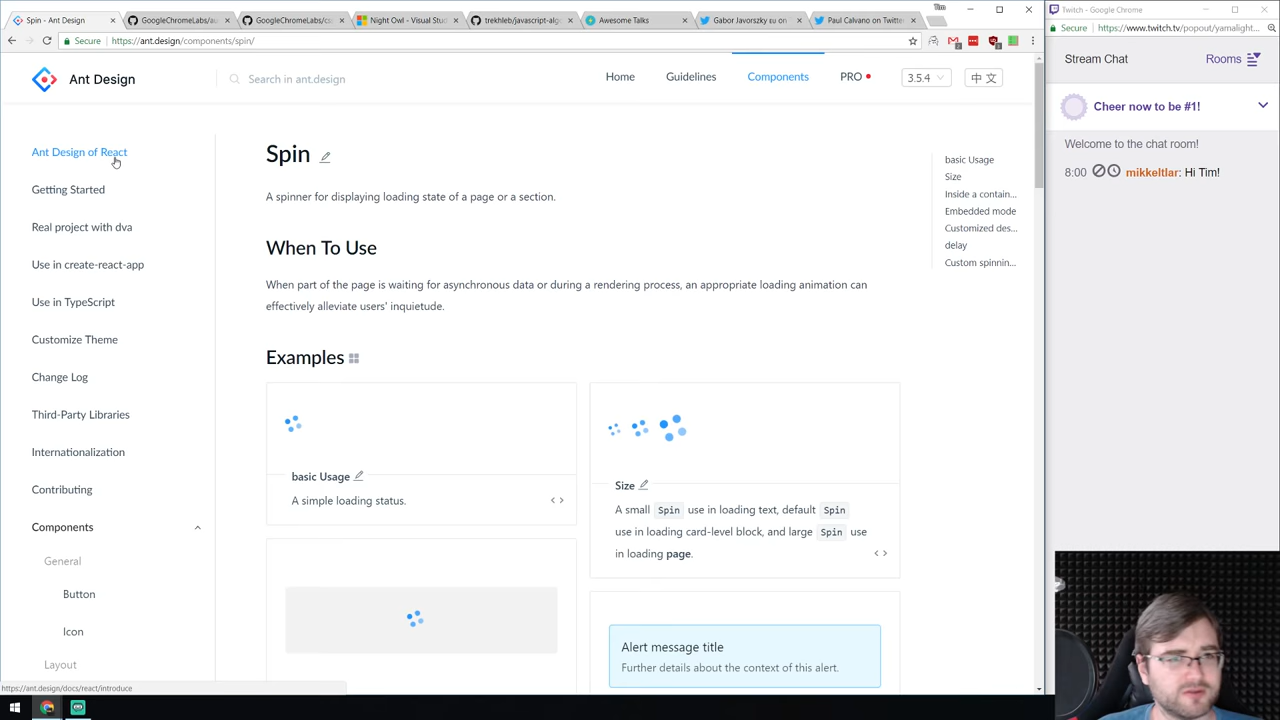 Spin - Ant Design
GoogleChromeLabs/au
GoogleChromeLabs/co
Night Owl - Visual Stud
trekhleb/javascript-algo
Awesome Talks
Gabor Javorszky su on
Paul Calvano on Twitter
Tim
Twitch - Google Chrome
Secure
https://ant.design/components/spin/
Secure
https://www.twitch.tv/popout/yamalight...
Ant Design
Search in ant.design
Home
Guidelines
Components
PRO
3.5.4
中 文
Stream Chat
Rooms
Cheer now to be #1!
Welcome to the chat room!
8:00 mikkeltlar: Hi Tim!
Ant Design of React
Getting Started
Real project with dva
Use in create-react-app
Use in TypeScript
Customize Theme
Change Log
Third-Party Libraries
Internationalization
Contributing
Components
General
Button
Icon
Layout
Spin
A spinner for displaying loading state of a page or a section.
When To Use
When part of the page is waiting for asynchronous data or during a rendering process, an appropriate loading animation can
effectively alleviate users' inquietude.
Examples
basic Usage
A simple loading status.
Size
A small Spin use in loading text, default Spin
use in loading card-level block, and large Spin use
in loading page.
Alert message title
Further details about the context of this alert.
basic Usage
Size
Inside a contain...
Embedded mode
Customized des...
delay
Custom spinnin...
https://ant.design/docs/react/introduce